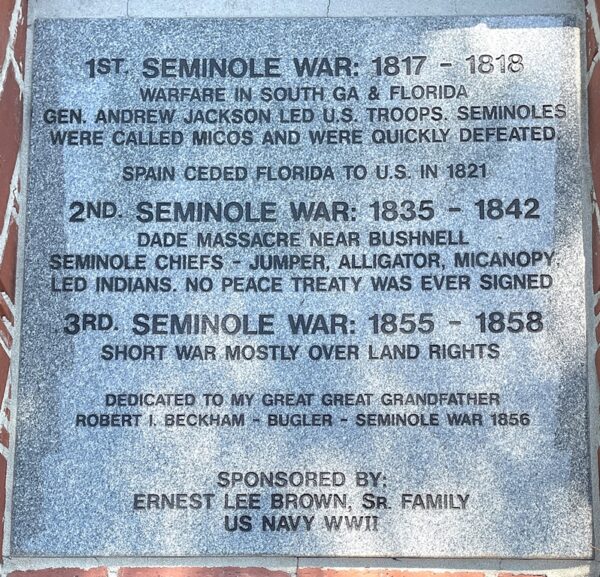 1ST. SEMINOLE WAR: 1817 - 1818
WARFARE IN SOUTH GA & FLORIDA
GEN. ANDREW JACKSON LED U.S. TROOPS. SEMINOLES
WERE CALLED MICOS AND WERE QUICKLY DEFEATED.
SPAIN CEDED FLORIDA TO U.S. IN 1821
2ND. SEMINOLE WAR: 1835 - 1842
DADE MASSACRE NEAR BUSHNELL
SEMINOLE CHIEFS - JUMPER, ALLIGATOR, MICANOPY
LED INDIANS. NO PEACE TREATY WAS EVER SIGNED
3RD. SEMINOLE WAR: 1855 - 1858
SHORT WAR MOSTLY OVER LAND RIGHTS
DEDICATED TO MY GREAT GREAT GRANDFATHER
ROBERT I. BECKHAM - BUGLER - SEMINOLE WAR 1856
SPONSORED BY:
ERNEST LEE BROWN, SR. FAMILY
US NAVY WWII